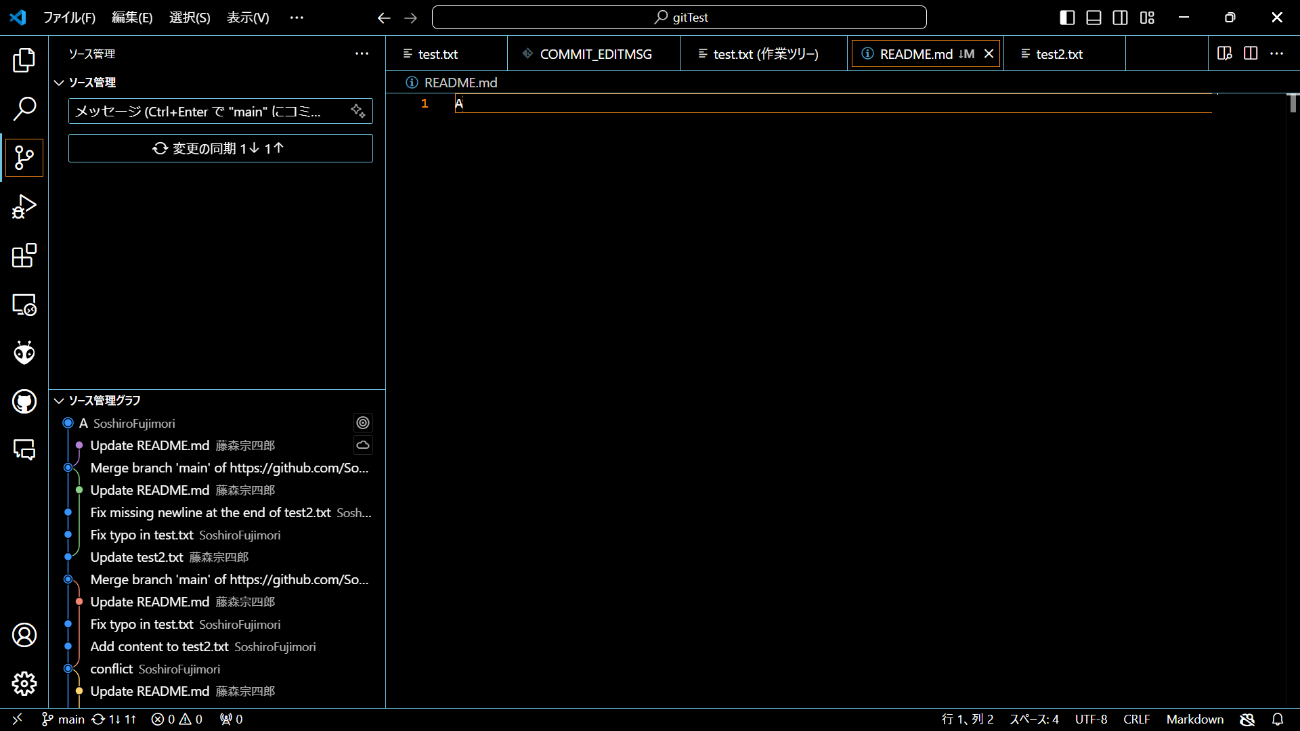 ファイル(F) 編集(E) 選択(S) 表示(V) ··· gitTest
ソース管理 ···
ソース管理
メッセージ (Ctrl+Enter で "main" にコミ...
変更の同期 1↓ 1↑
test.txt COMMIT_EDITMSG test.txt (作業ツリー) README.md ↓M test2.txt ···
README.md
1 A
ソース管理グラフ
A SoshiroFujimori
Update README.md 藤森宗四郎
Merge branch 'main' of https://github.com/So...
Update README.md 藤森宗四郎
Fix missing newline at the end of test2.txt Sosh...
Fix typo in test.txt SoshiroFujimori
Update test2.txt 藤森宗四郎
Merge branch 'main' of https://github.com/So...
Update README.md 藤森宗四郎
Fix typo in test.txt SoshiroFujimori
Add content to test2.txt SoshiroFujimori
conflict SoshiroFujimori
Update README.md 藤森宗四郎
main 1↓ 1↑ 0 0 0 行 1、列 2 スペース: 4 UTF-8 CRLF Markdown